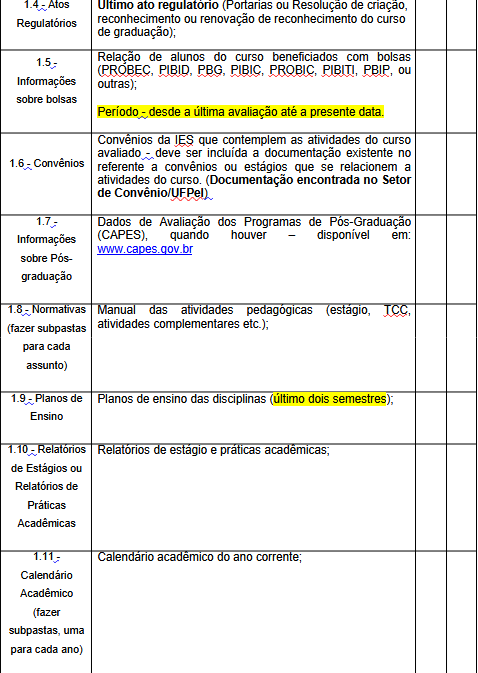 1.4 - Atos
Regulatórios
Último ato regulatório (Portarias ou Resolução de criação,
reconhecimento ou renovação de reconhecimento do curso
de graduação);
1.5 -
Informações
sobre bolsas
Relação de alunos do curso beneficiados com bolsas
(PROBEC, PIBID, PBG, PIBIC, PROBIC, PIBITI, PBIP, ou
outras);
Período - desde a última avaliação até a presente data.
1.6 - Convênios
Convênios da IES que contemplem as atividades do curso
avaliado - deve ser incluída a documentação existente no
referente a convênios ou estágios que se relacionem a
atividades do curso. (Documentação encontrada no Setor
de Convênio/UFPel)
1.7 -
Informações
sobre Pós-
graduação
Dados de Avaliação dos Programas de Pós-Graduação
(CAPES), quando houver – disponível em:
www.capes.gov.br
1.8 - Normativas
(fazer subpastas
para cada
assunto)
Manual das atividades pedagógicas (estágio, TCC,
atividades complementares etc.);
1.9 - Planos de
Ensino
Planos de ensino das disciplinas (último dois semestres);
1.10 - Relatórios
de Estágios ou
Relatórios de
Práticas
Acadêmicas
Relatórios de estágio e práticas acadêmicas;
1.11 -
Calendário
Acadêmico
(fazer
subpastas, uma
para cada ano)
Calendário acadêmico do ano corrente;